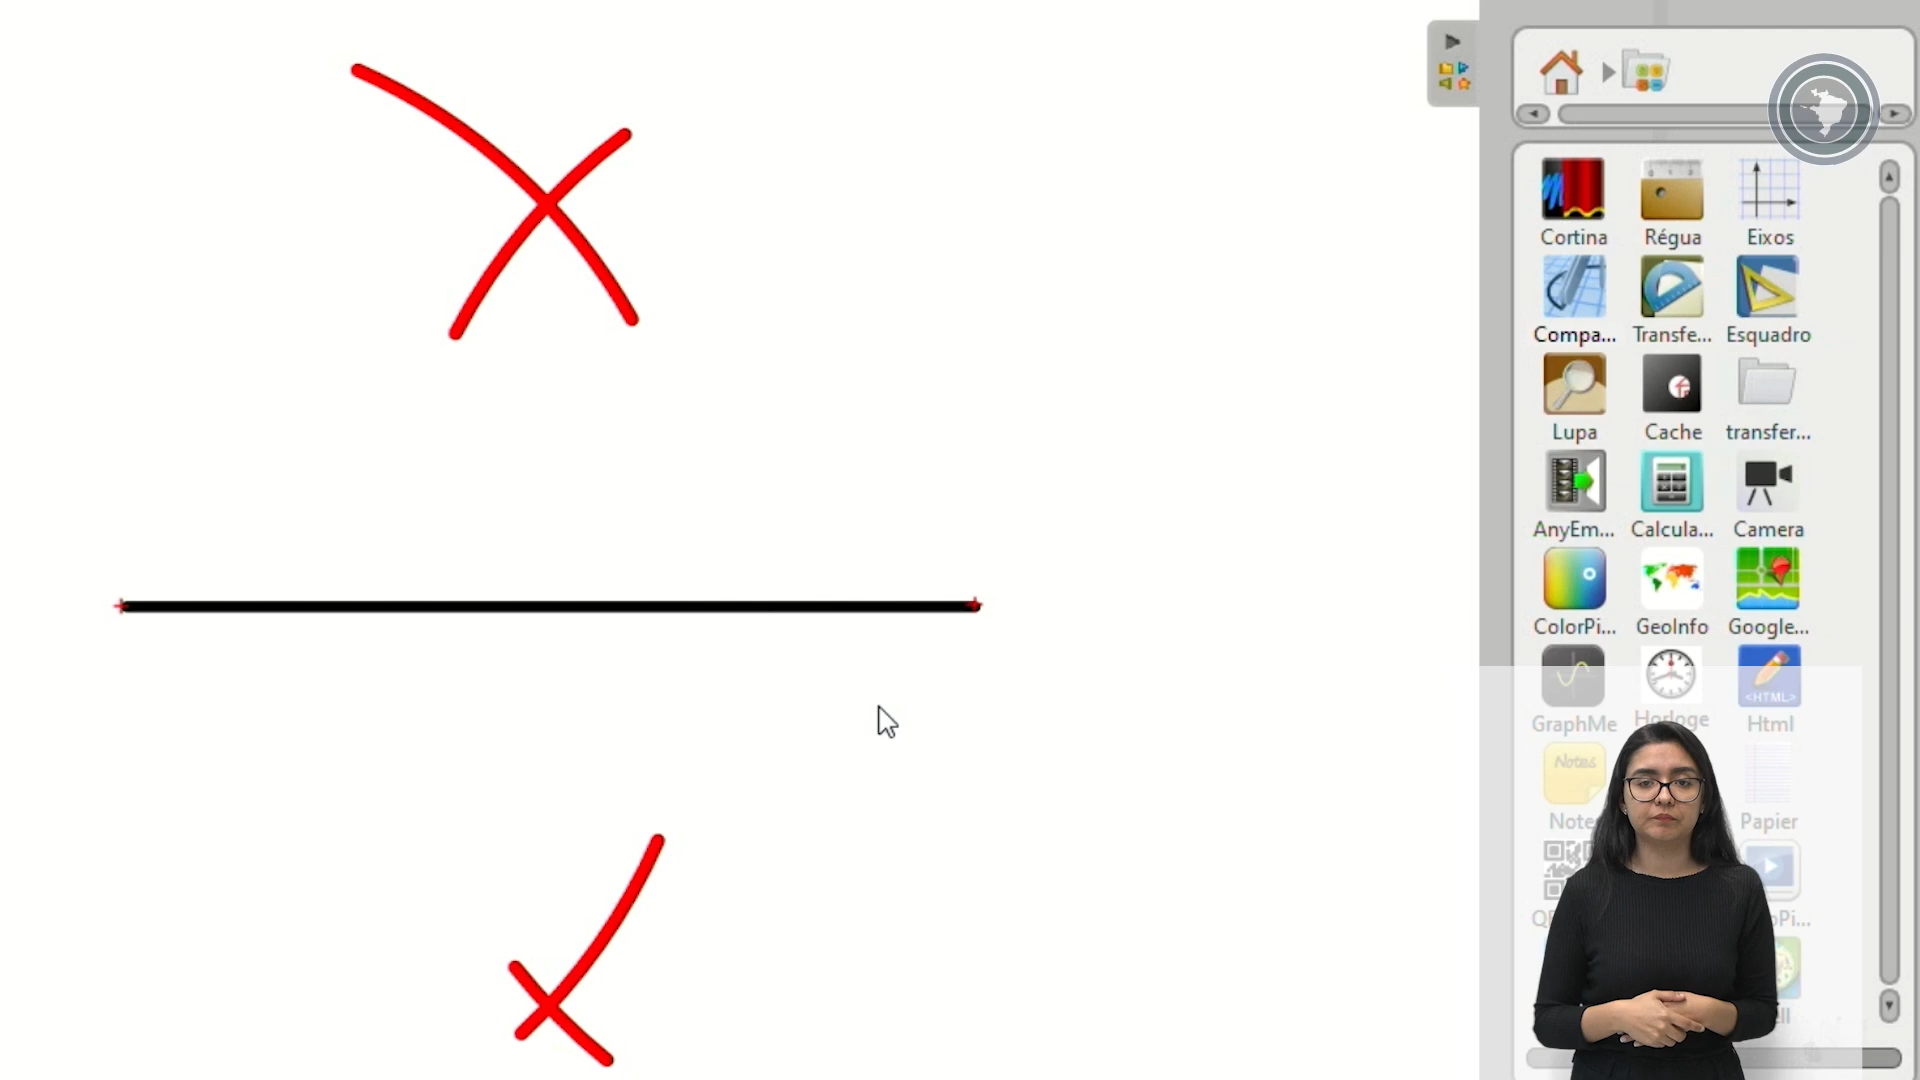 Cortina Régua Eixos
Compa... Transfe... Esquadro
Lupa Cache transfer...
AnyEm... Calcula... Camera
ColorPi... GeoInfo Google...
<HTML>
GraphMe Horloge Html
Notes
Note Papier